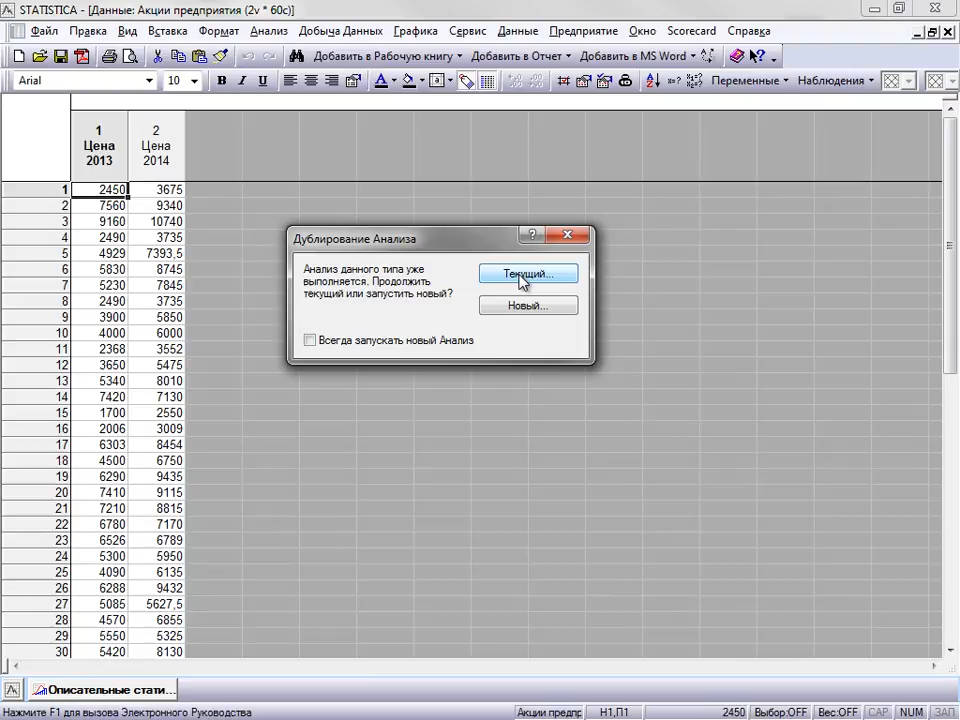 STATISTICA - [Данные: Акции предприятия (2v * 60c)]
Файл Правка Вид Вставка Формат Анализ Добыча Данных Графика Сервис Данные Предприятие Окно Scorecard Справка
Добавить в Рабочую книгу Добавить в Отчет Добавить в MS Word
Arial 10 B I U Переменные Наблюдения
1 2
Цена Цена
2013 2014
1 2450 3675
2 7560 9340
3 9160 10740
4 2490 3735
5 4929 7393,5
6 5830 8745
7 5230 7845
8 2490 3735
9 3900 5850
10 4000 6000
11 2368 3552
12 3650 5475
13 5340 8010
14 7420 7130
15 1700 2550
16 2006 3009
17 6303 8454
18 4500 6750
19 6290 9435
20 7410 9115
21 7210 8815
22 6780 7170
23 6526 6789
24 5300 5950
25 4090 6135
26 6288 9432
27 5085 5627,5
28 4570 6855
29 5550 5325
30 5420 8130
Дублирование Анализа
Анализ данного типа уже
выполняется. Продолжить
текущий или запустить новый?
Текущий...
Новый...
Всегда запускать новый Анализ
Описательные стати...
Нажмите F1 для вызова Электронного Руководства Акции предпр Н1,П1 2450 Выбор:OFF Вес:OFF CAP NUM ЗАП